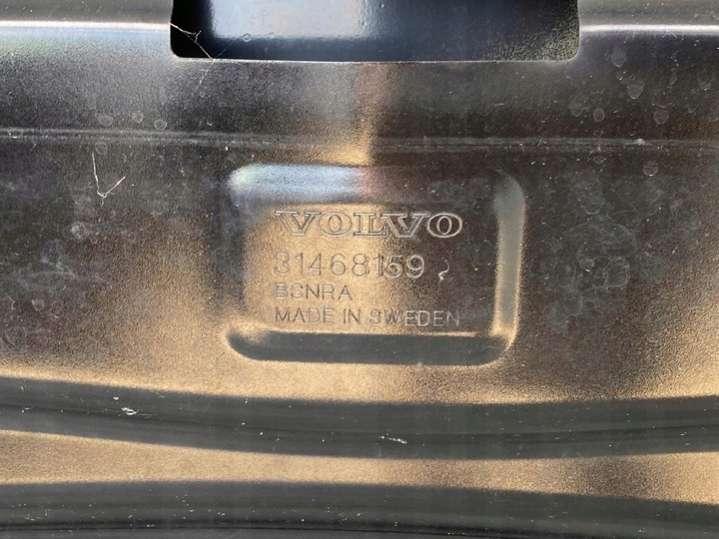 VOLVO
31468159
BCNRA
MADE IN SWEDEN